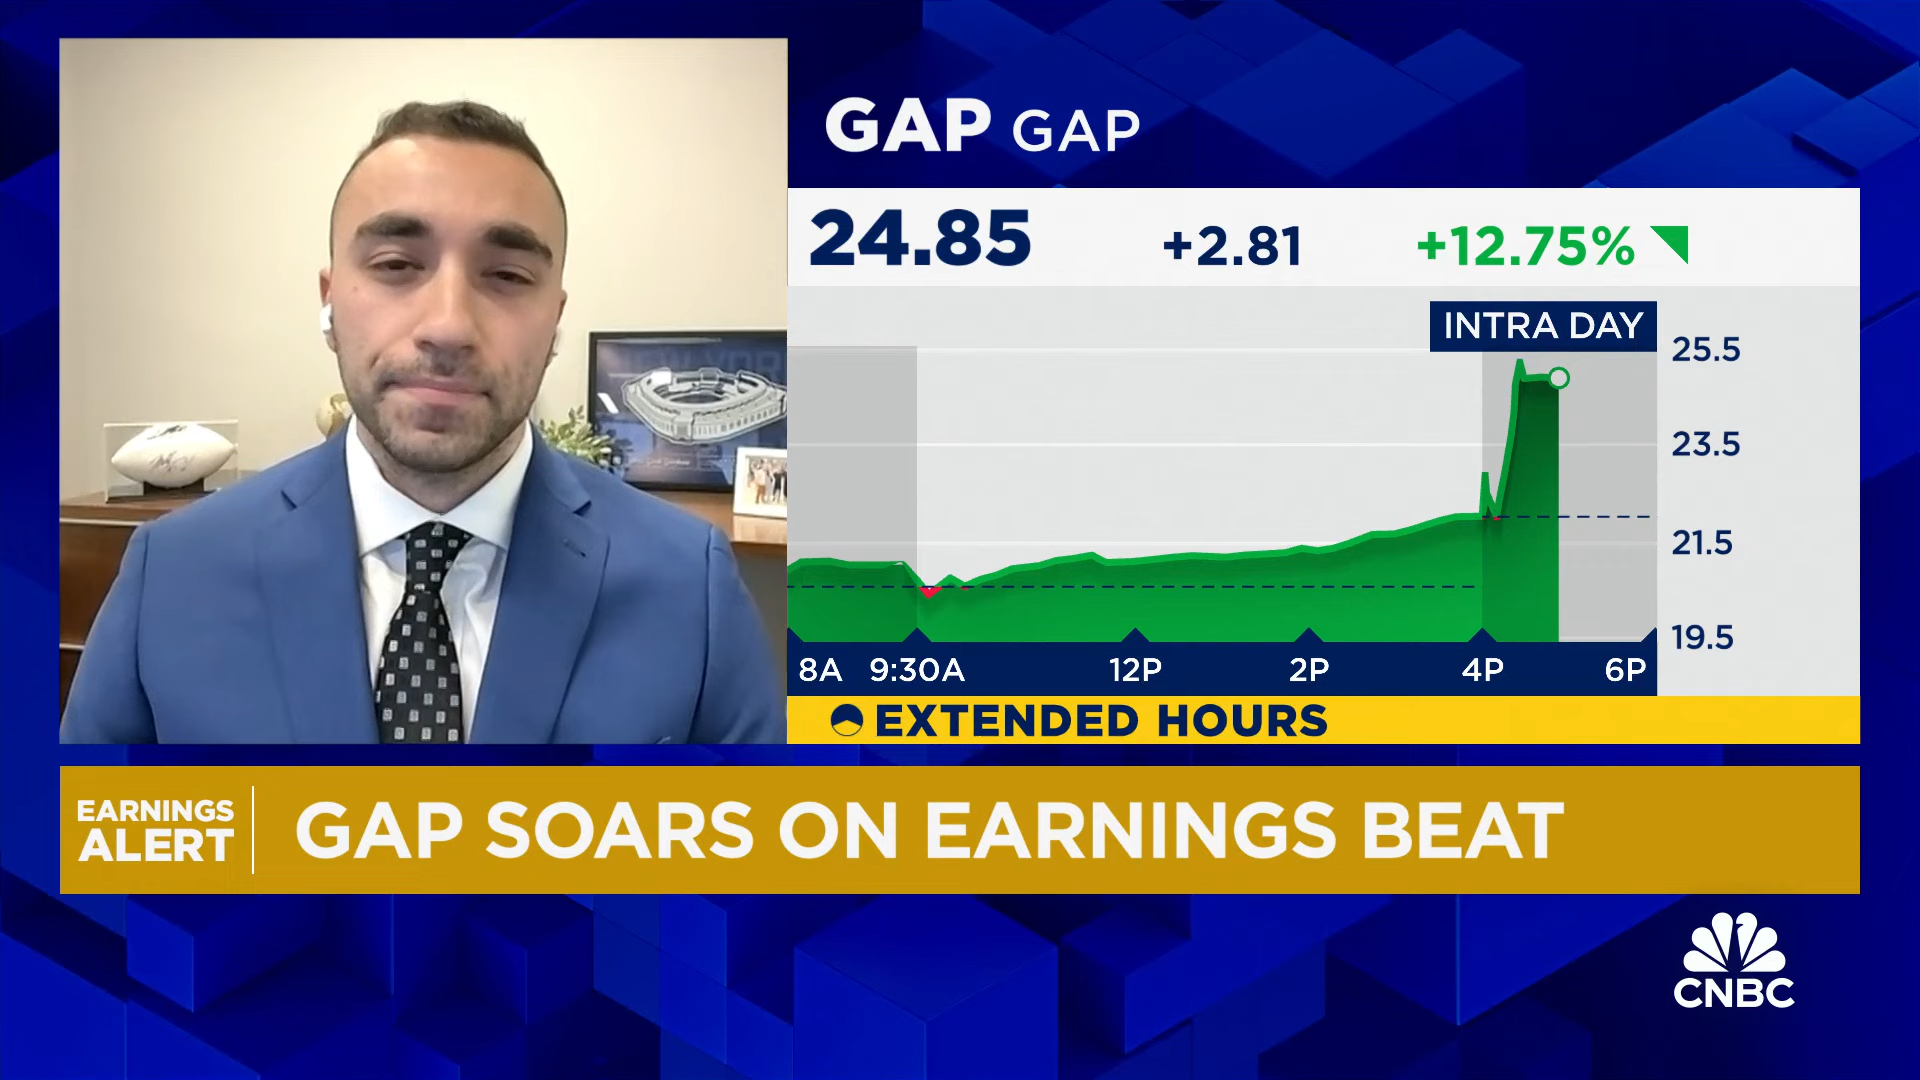 GAP GAP
24.85 +2.81 +12.75%
INTRA DAY
25.5
23.5
21.5
19.5
8A 9:30A 12P 2P 4P 6P
EXTENDED HOURS
EARNINGS
ALERT
GAP SOARS ON EARNINGS BEAT
CNBC